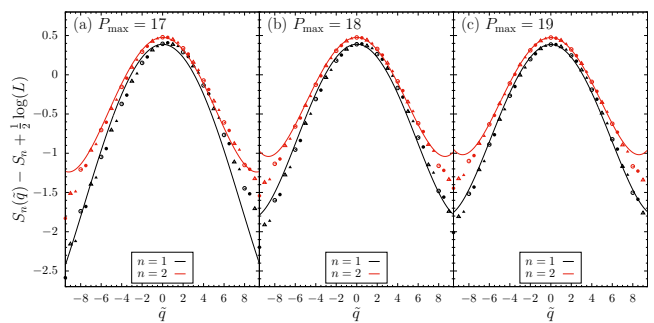 (a) P_max = 17
(b) P_max = 18
(c) P_max = 19
S_n(q̃) − S_n + ½ log(L)
0.5
0
−0.5
−1
−1.5
−2
−2.5
n = 1
n = 2
n = 1
n = 2
n = 1
n = 2
−8 −6 −4 −2 0 2 4 6 8
−8 −6 −4 −2 0 2 4 6 8
−8 −6 −4 −2 0 2 4 6 8
q̃
q̃
q̃